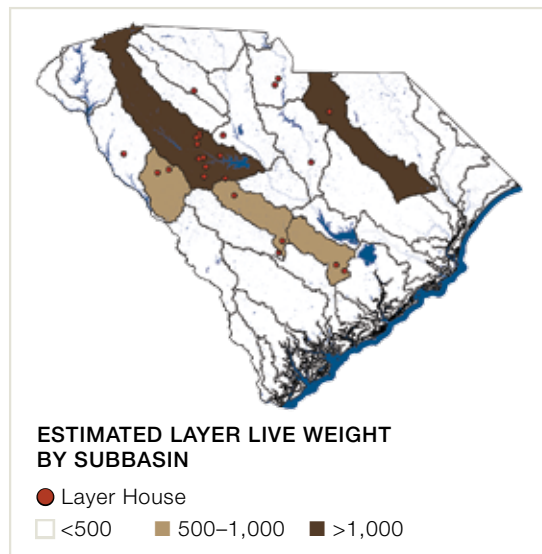 ESTIMATED LAYER LIVE WEIGHT
BY SUBBASIN
Layer House
<500 500–1,000 >1,000